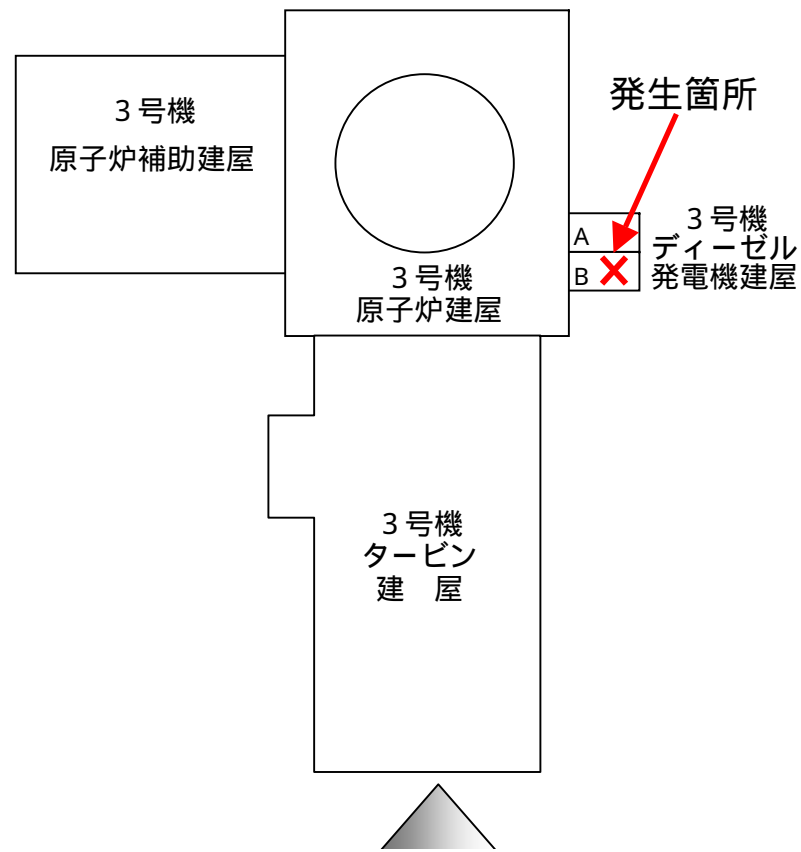 発生箇所
３号機
原子炉補助建屋
A
B
３号機
ディーゼル
発電機建屋
３号機
原子炉建屋
３号機
タービン
建　屋